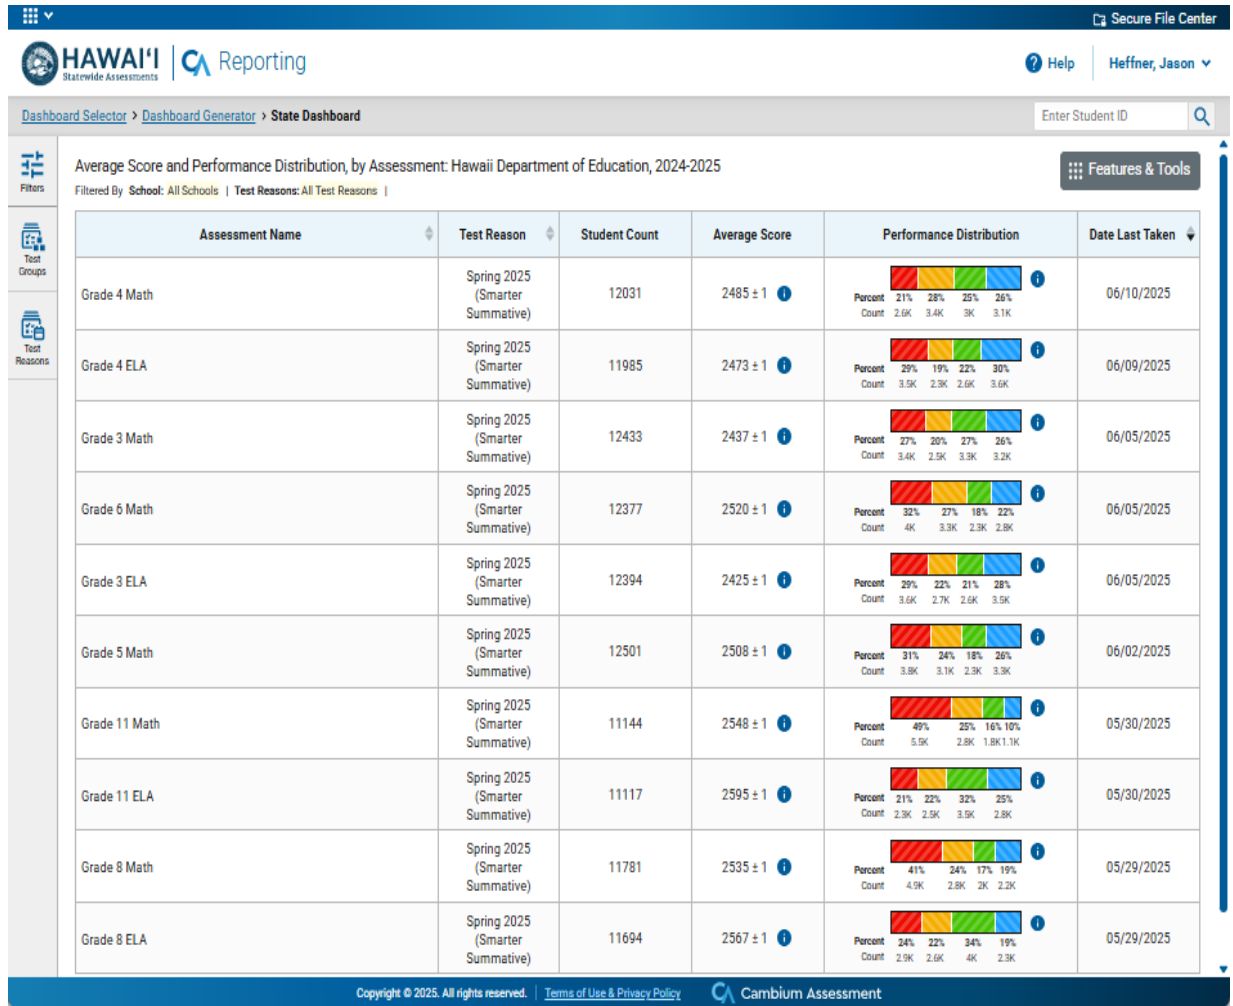 Secure File Center
HAWAIʻI
Statewide Assessments
CA Reporting
Help
Heffner, Jason
Dashboard Selector > Dashboard Generator > State Dashboard
Enter Student ID
Filters
Test
Groups
Test
Reasons
Average Score and Performance Distribution, by Assessment: Hawaii Department of Education, 2024-2025
Filtered By School: All Schools | Test Reasons: All Test Reasons |
Features & Tools
Assessment Name Test Reason Student Count Average Score Performance Distribution Date Last Taken
Grade 4 Math Spring 2025 (Smarter Summative) 12031 2485 ± 1 06/10/2025
Percent 21% 28% 25% 26%
Count 2.6K 3.4K 3K 3.1K
Grade 4 ELA Spring 2025 (Smarter Summative) 11985 2473 ± 1 06/09/2025
Percent 29% 19% 22% 30%
Count 3.5K 2.3K 2.6K 3.6K
Grade 3 Math Spring 2025 (Smarter Summative) 12433 2437 ± 1 06/05/2025
Percent 27% 20% 27% 26%
Count 3.4K 2.5K 3.3K 3.2K
Grade 6 Math Spring 2025 (Smarter Summative) 12377 2520 ± 1 06/05/2025
Percent 32% 27% 18% 22%
Count 4K 3.3K 2.3K 2.8K
Grade 3 ELA Spring 2025 (Smarter Summative) 12394 2425 ± 1 06/05/2025
Percent 29% 22% 21% 28%
Count 3.6K 2.7K 2.6K 3.5K
Grade 5 Math Spring 2025 (Smarter Summative) 12501 2508 ± 1 06/02/2025
Percent 31% 24% 18% 26%
Count 3.8K 3.1K 2.3K 3.3K
Grade 11 Math Spring 2025 (Smarter Summative) 11144 2548 ± 1 05/30/2025
Percent 49% 25% 16% 10%
Count 5.5K 2.8K 1.8K 1.1K
Grade 11 ELA Spring 2025 (Smarter Summative) 11117 2595 ± 1 05/30/2025
Percent 21% 22% 32% 25%
Count 2.3K 2.5K 3.5K 2.8K
Grade 8 Math Spring 2025 (Smarter Summative) 11781 2535 ± 1 05/29/2025
Percent 41% 24% 17% 19%
Count 4.9K 2.8K 2K 2.2K
Grade 8 ELA Spring 2025 (Smarter Summative) 11694 2567 ± 1 05/29/2025
Percent 24% 22% 34% 19%
Count 2.9K 2.6K 4K 2.3K
Copyright © 2025. All rights reserved. | Terms of Use & Privacy Policy CA Cambium Assessment